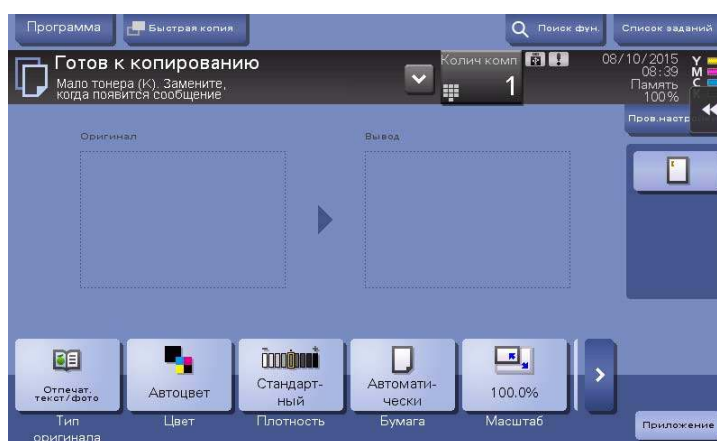 Программа
Быстрая копия
Поиск фун.
Список заданий
Готов к копированию
Мало тонера (K). Замените,
когда появится сообщение
Колич комп
1
08/10/2015
08:39
Память
100%
Y
M
C
K
Пров.настр
Оригинал
Вывод
Отпечат.
текст/фото
Автоцвет
Стандарт-
ный
Автомати-
чески
100.0%
Тип
оригинала
Цвет
Плотность
Бумага
Масштаб
Приложение